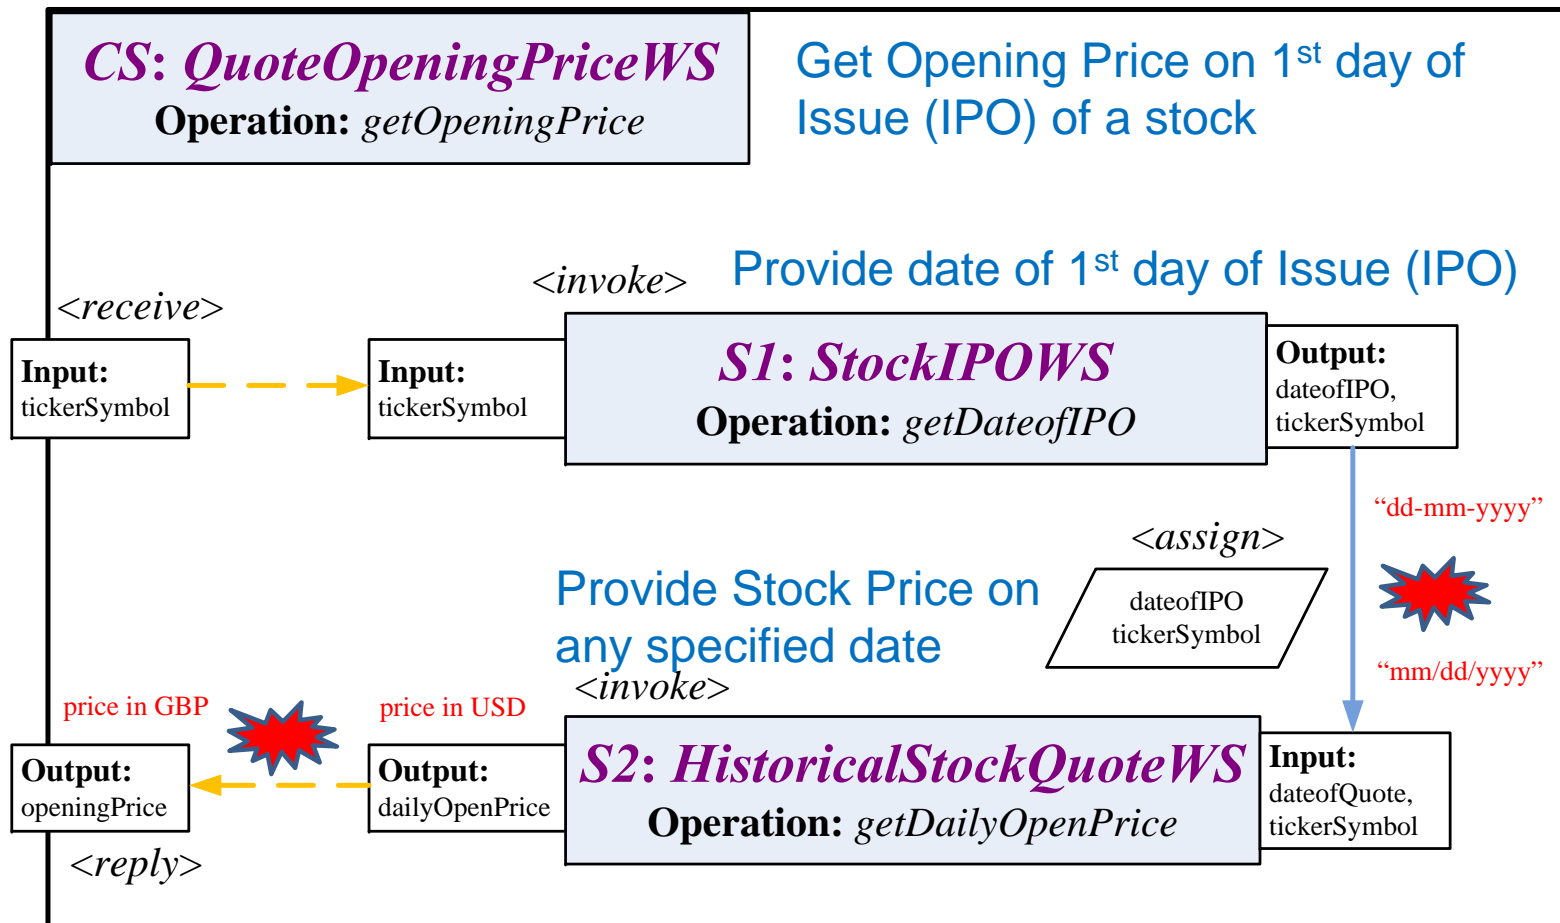 CS: QuoteOpeningPriceWS
Operation: getOpeningPrice
Get Opening Price on 1st day of
Issue (IPO) of a stock
<receive>
<invoke>
Provide date of 1st day of Issue (IPO)
Input:
tickerSymbol
Input:
tickerSymbol
S1: StockIPOWS
Operation: getDateofIPO
Output:
dateofIPO,
tickerSymbol
“dd-mm-yyyy”
<assign>
dateofIPO
tickerSymbol
“mm/dd/yyyy”
Provide Stock Price on
any specified date
<invoke>
price in GBP
price in USD
Output:
openingPrice
Output:
dailyOpenPrice
S2: HistoricalStockQuoteWS
Operation: getDailyOpenPrice
Input:
dateofQuote,
tickerSymbol
<reply>